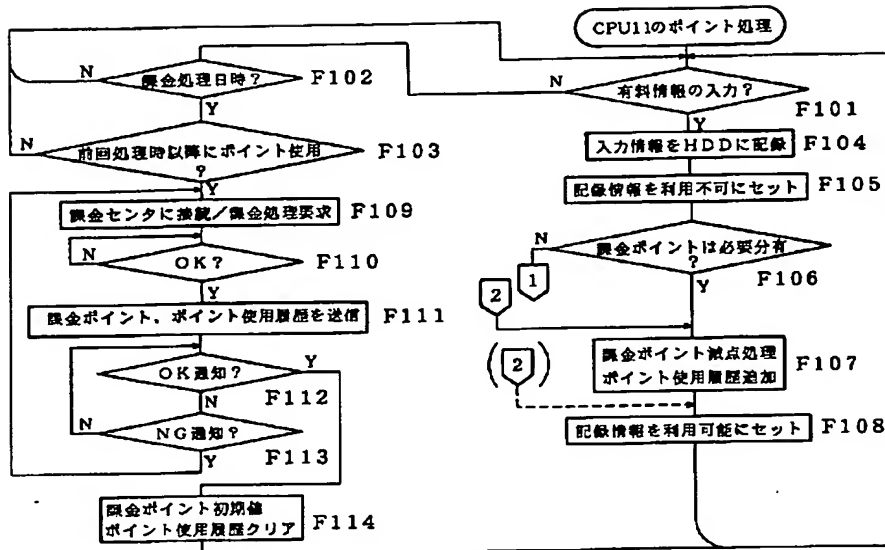 CPU11のポイント処理
有料情報の入力?
F101
N
Y
入力情報をHDDに記録
F104
記録情報を利用不可にセット
F105
課金ポイントは必要分有
?
F106
N
Y
1
2
課金ポイント減点処理
ポイント使用履歴追加
F107
(2)
記録情報を利用可能にセット
F108
課金処理日時?
F102
N
Y
前回処理時以降にポイント使用
?
F103
N
Y
課金センタに接続/課金処理要求
F109
OK?
F110
N
Y
課金ポイント、ポイント使用履歴を送信
F111
OK通知?
F112
Y
N
NG通知?
F113
N
Y
課金ポイント初期値
ポイント使用履歴クリア
F114